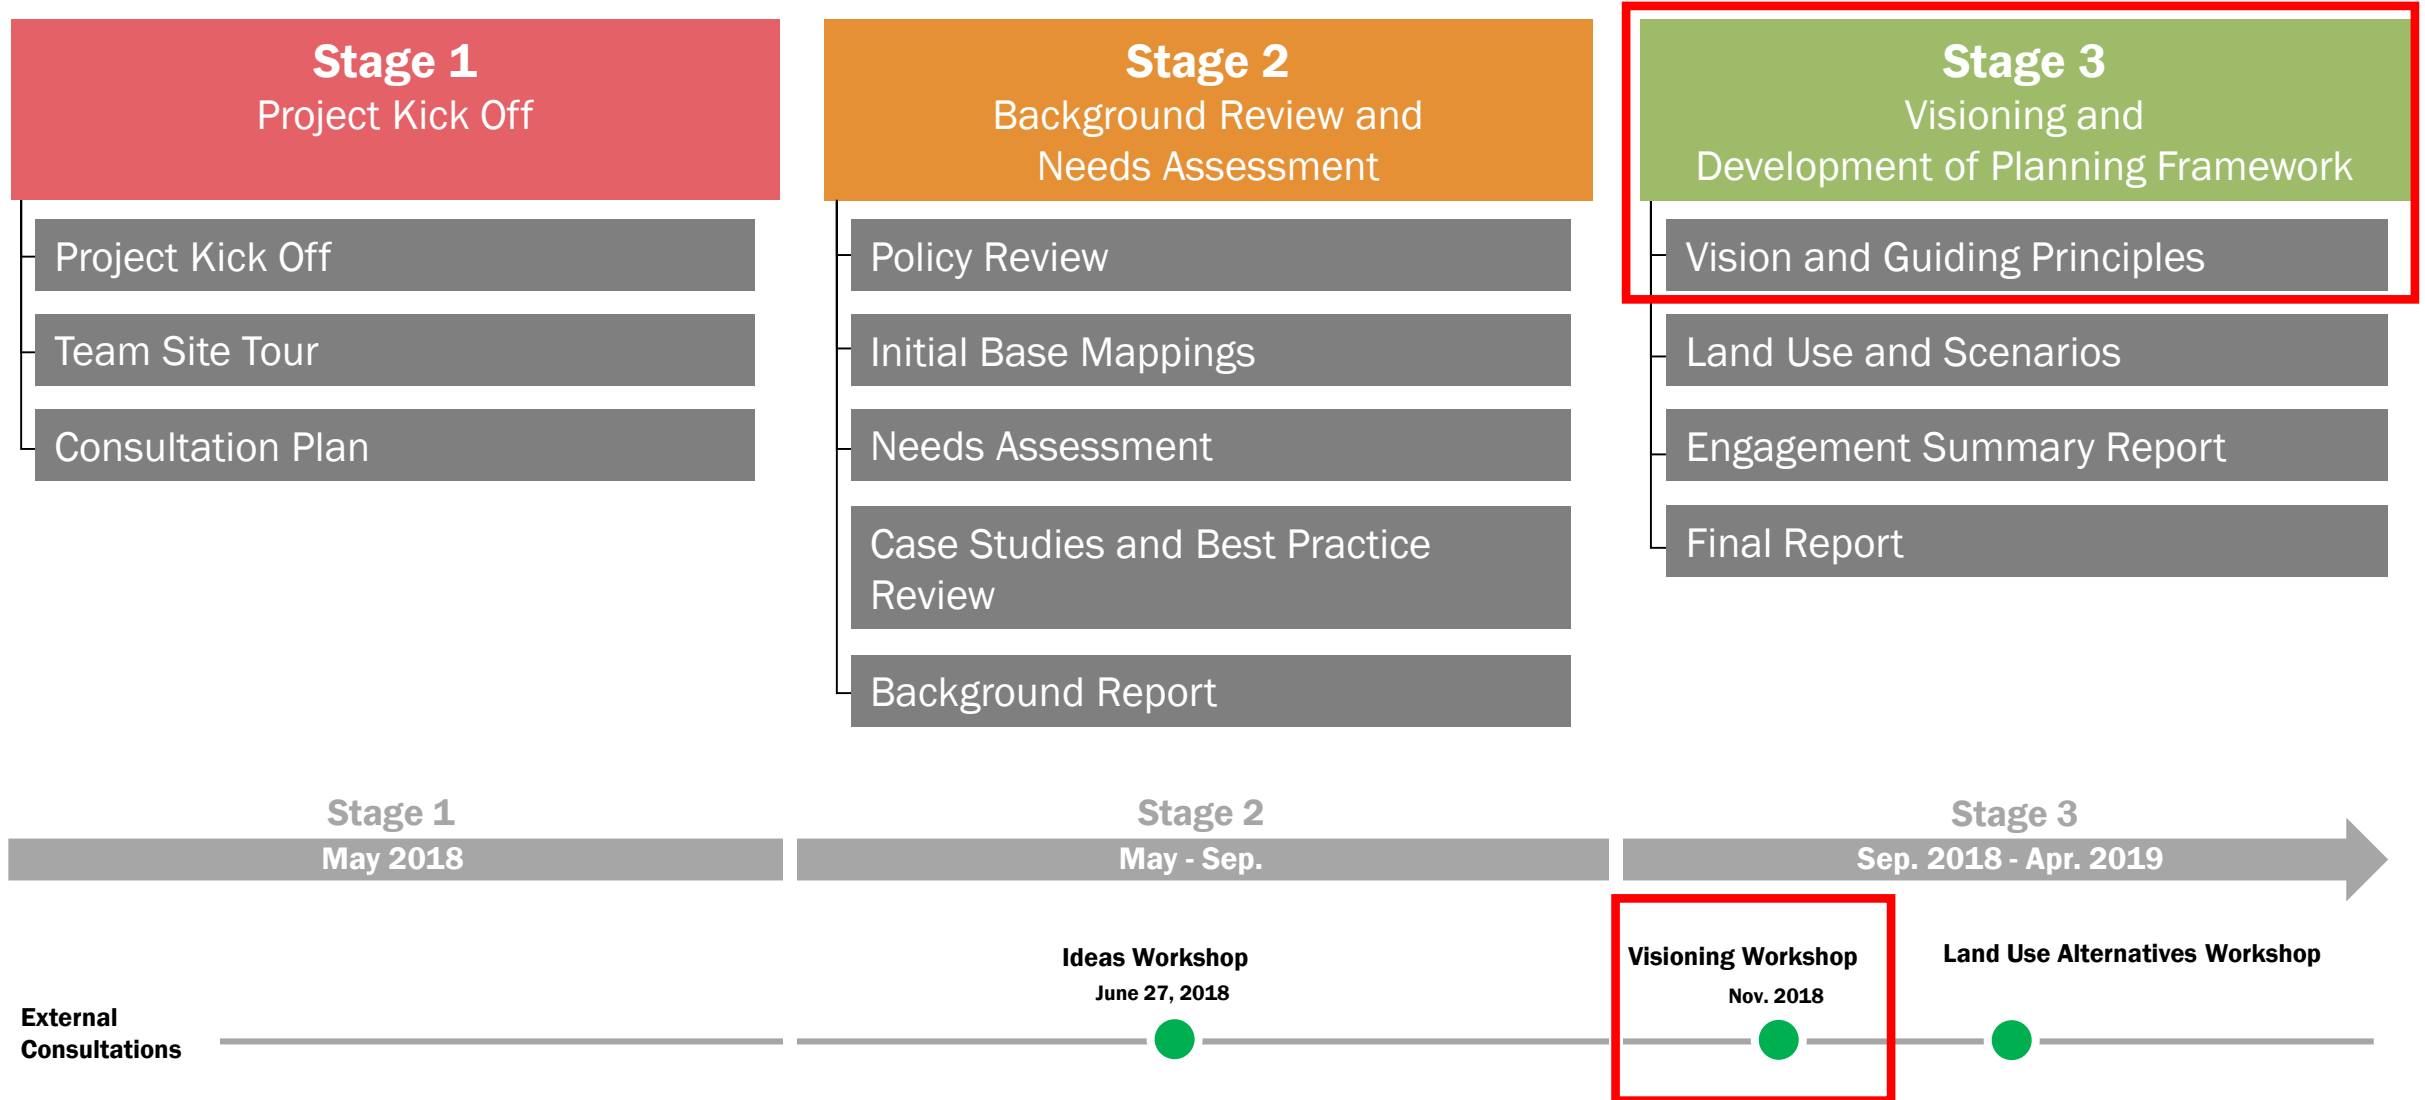 Stage 1
Project Kick Off
Project Kick Off
Team Site Tour
Consultation Plan
Stage 2
Background Review and
Needs Assessment
Policy Review
Initial Base Mappings
Needs Assessment
Case Studies and Best Practice
Review
Background Report
Stage 3
Visioning and
Development of Planning Framework
Vision and Guiding Principles
Land Use and Scenarios
Engagement Summary Report
Final Report
Stage 1
May 2018
Stage 2
May - Sep.
Stage 3
Sep. 2018 - Apr. 2019
External
Consultations
Ideas Workshop
June 27, 2018
Visioning Workshop
Nov. 2018
Land Use Alternatives Workshop